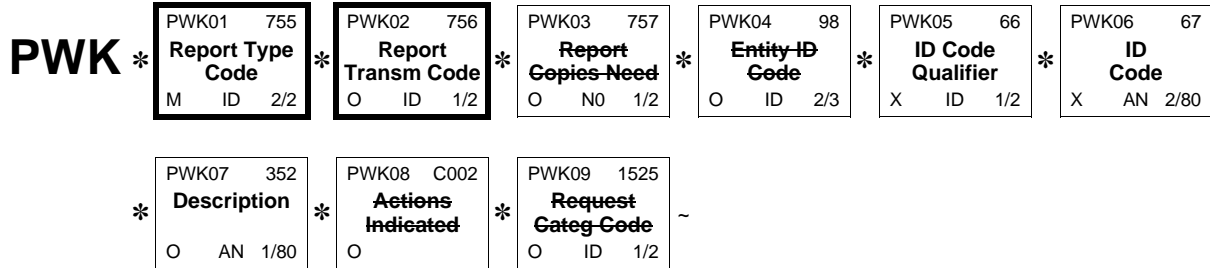 PWK01 755 PWK02 756 PWK03 757 PWK04 98 PWK05 66 PWK06 67
PWK * Report Type * Report * Report * Entity ID * ID Code * ID
Code Transm Code Copies Need Code Qualifier Code
M ID 2/2 O ID 1/2 O N0 1/2 O ID 2/3 X ID 1/2 X AN 2/80
PWK07 352 PWK08 C002 PWK09 1525
* Description * Actions * Request ~
Indicated Categ Code
O AN 1/80 O O ID 1/2